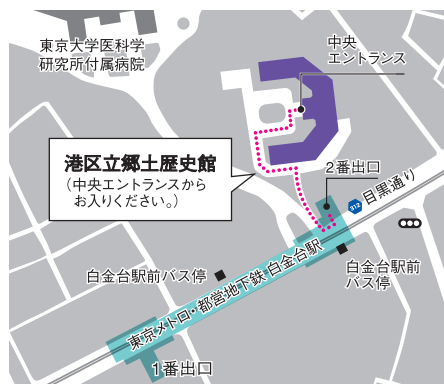 東京大学医科学
研究所付属病院
中央
エントランス
港区立郷土歴史館
(中央エントランスから
お入りください。)
2番出口
312
目黒通り
白金台駅前バス停
東京メトロ・都営地下鉄 白金台駅
白金台駅前
バス停
1番出口